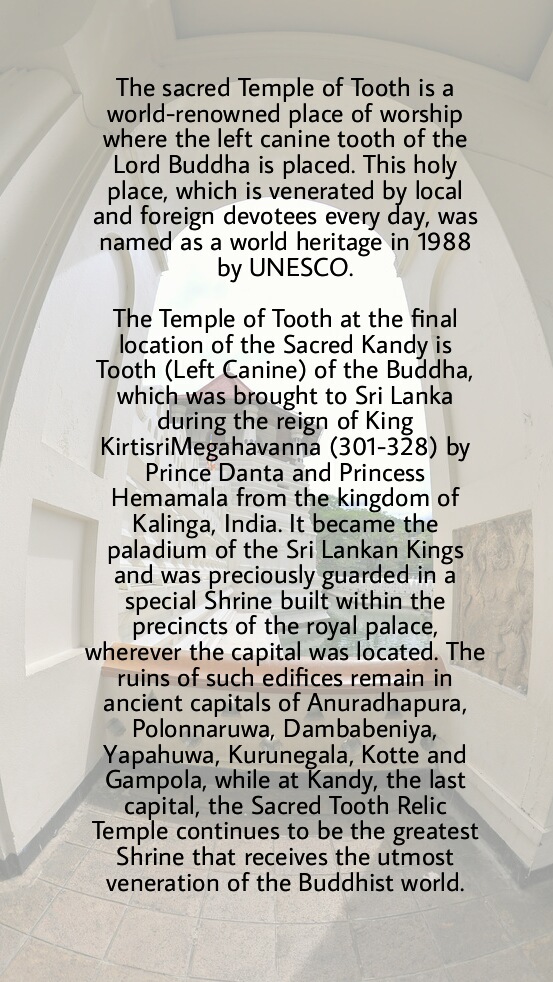 The sacred Temple of Tooth is a
world-renowned place of worship
where the left canine tooth of the
Lord Buddha is placed. This holy
place, which is venerated by local
and foreign devotees every day, was
named as a world heritage in 1988
by UNESCO.
The Temple of Tooth at the final
location of the Sacred Kandy is
Tooth (Left Canine) of the Buddha,
which was brought to Sri Lanka
during the reign of King
KirtisriMegahavanna (301-328) by
Prince Danta and Princess
Hemamala from the kingdom of
Kalinga, India. It became the
paladium of the Sri Lankan Kings
and was preciously guarded in a
special Shrine built within the
precincts of the royal palace,
wherever the capital was located. The
ruins of such edifices remain in
ancient capitals of Anuradhapura,
Polonnaruwa, Dambabeniya,
Yapahuwa, Kurunegala, Kotte and
Gampola, while at Kandy, the last
capital, the Sacred Tooth Relic
Temple continues to be the greatest
Shrine that receives the utmost
veneration of the Buddhist world.